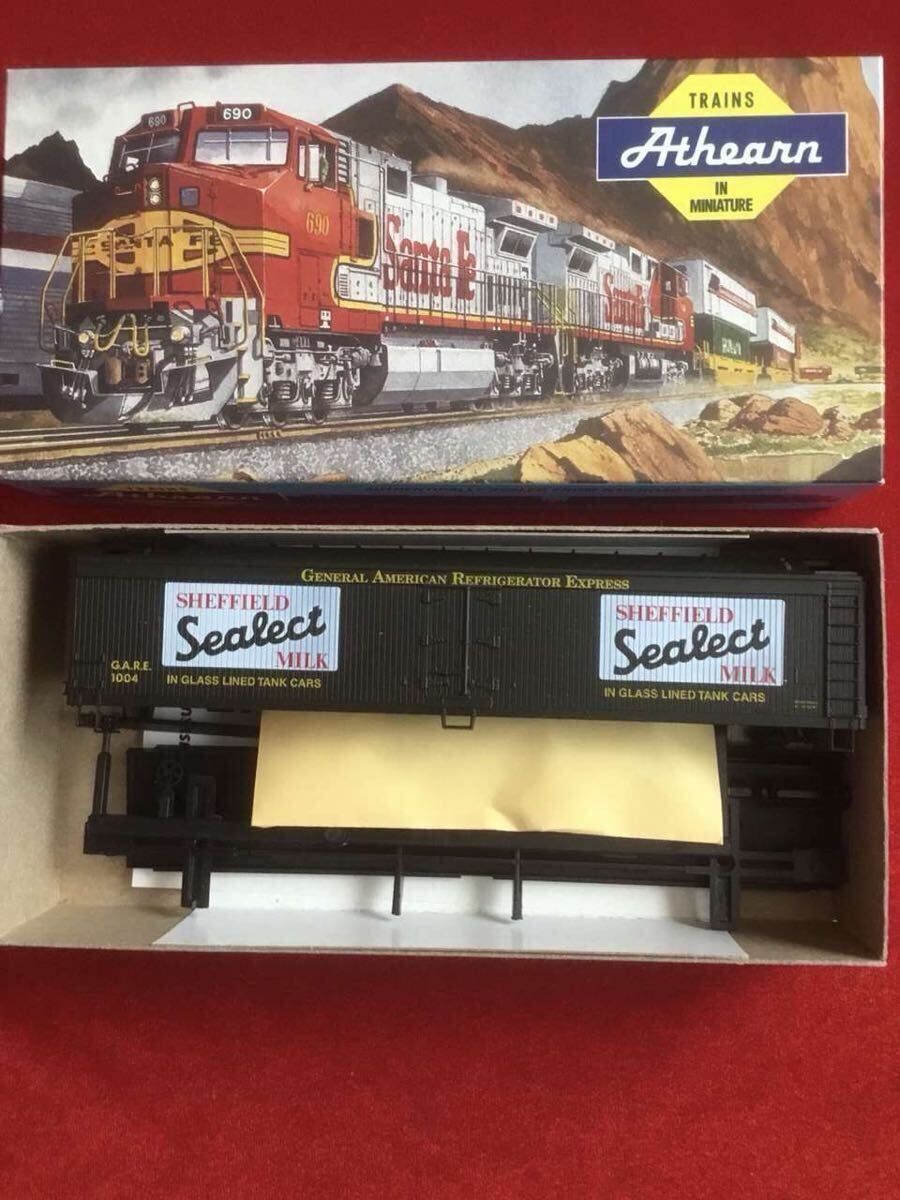 TRAINS
Athearn
IN
MINIATURE
690
690
690
SANTA FE
Santa Fe
Santa Fe
Athearn
GENERAL AMERICAN REFRIGERATOR EXPRESS
SHEFFIELD
Sealect
MILK
IN GLASS LINED TANK CARS
G.A.R.E.
1004
SHEFFIELD
Sealect
MILK
IN GLASS LINED TANK CARS